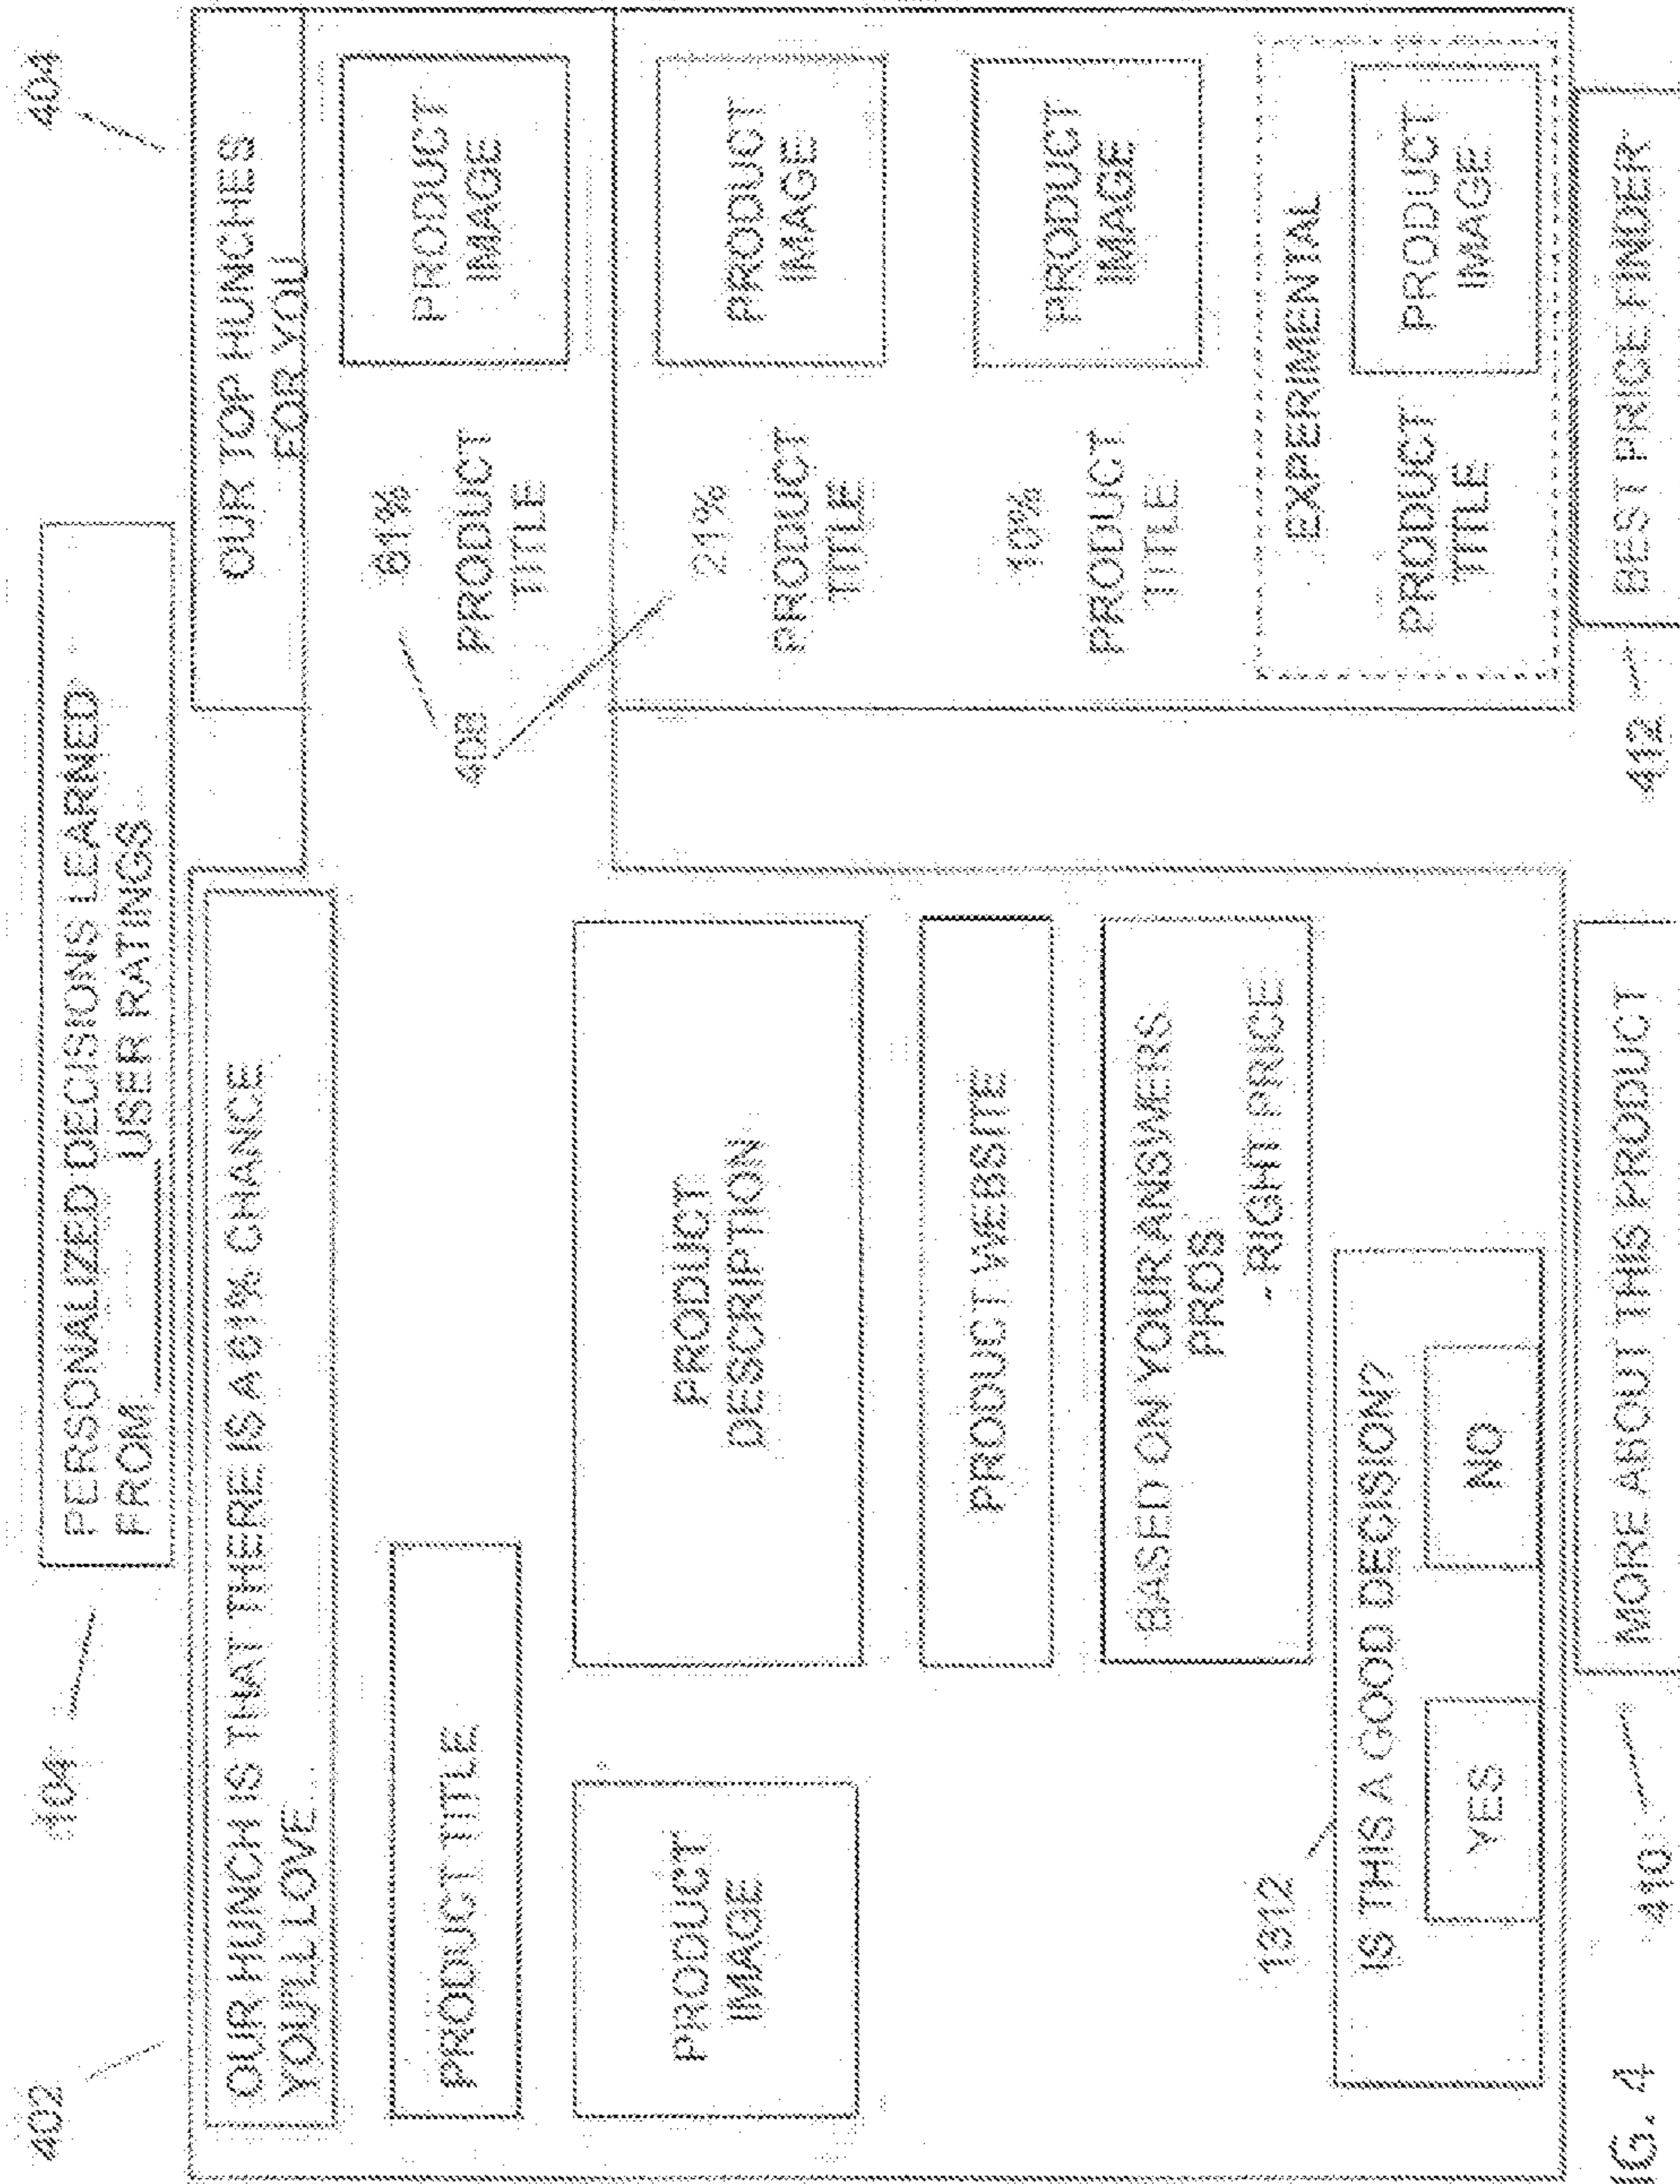 402
104
404
PERSONALIZED DECISIONS LEARNED
FROM ______ USER RATINGS
OUR HUNCH IS THAT THERE IS A 61% CHANCE
YOU'LL LOVE...
PRODUCT TITLE
PRODUCT
IMAGE
PRODUCT
DESCRIPTION
PRODUCT WEBSITE
BASED ON YOUR ANSWERS
PROS
- RIGHT PRICE
1312
IS THIS A GOOD DECISION?
YES
NO
OUR TOP HUNCHES
FOR YOU
408
61%
PRODUCT
TITLE
PRODUCT
IMAGE
21%
PRODUCT
TITLE
PRODUCT
IMAGE
10%
PRODUCT
TITLE
PRODUCT
IMAGE
EXPERIMENTAL
PRODUCT
TITLE
PRODUCT
IMAGE
410
MORE ABOUT THIS PRODUCT
412
BEST PRICE FINDER
IG. 4